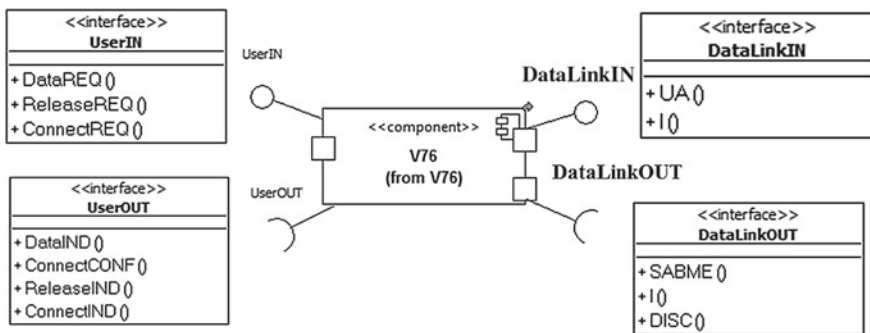 <<interface>>
UserIN
+ DataREQ()
+ ReleaseREQ()
+ ConnectREQ()
UserIN
<<component>>
V76
(from V76)
DataLinkIN
<<interface>>
DataLinkIN
+ UA()
+ I()
<<interface>>
UserOUT
+ DataIND()
+ ConnectCONF()
+ ReleaseIND()
+ ConnectIND()
UserOUT
DataLinkOUT
<<interface>>
DataLinkOUT
+ SABME()
+ I()
+ DISC()